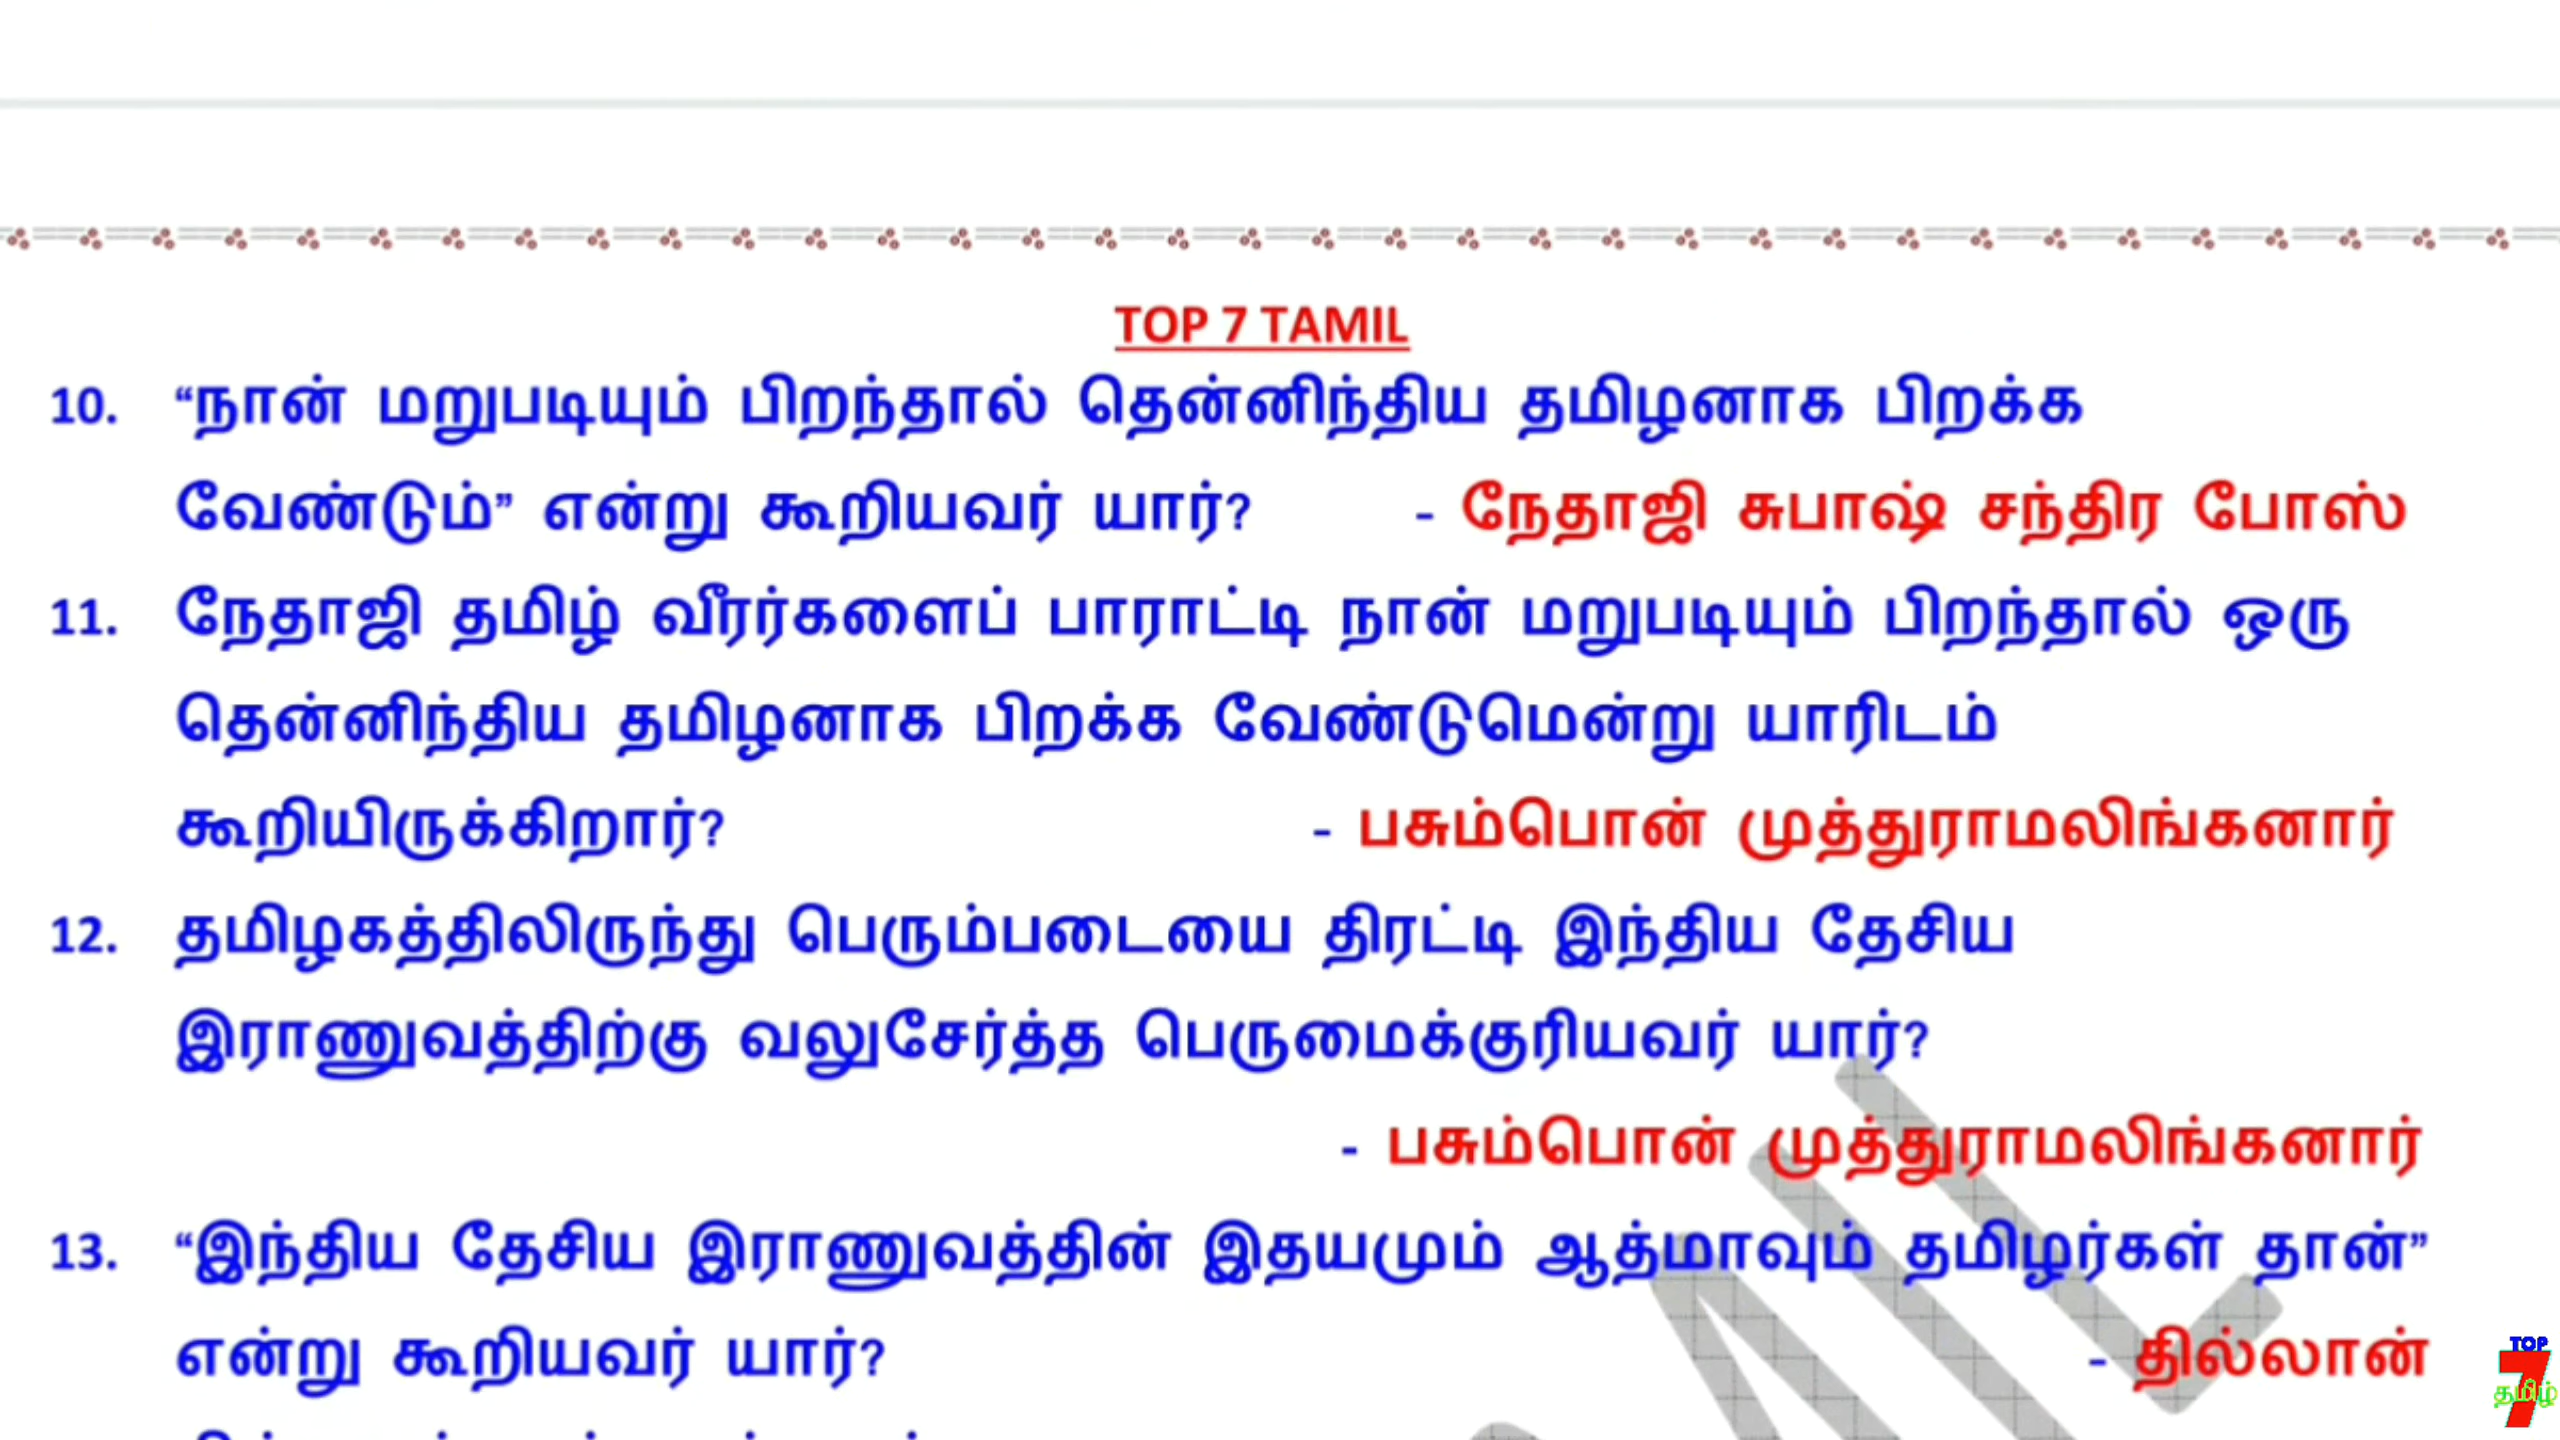 TOP 7 TAMIL
10. “நான் மறுபடியும் பிறந்தால் தென்னிந்திய தமிழனாக பிறக்க
வேண்டும்” என்று கூறியவர் யார்? - நேதாஜி சுபாஷ் சந்திர போஸ்
11. நேதாஜி தமிழ் வீரர்களைப் பாராட்டி நான் மறுபடியும் பிறந்தால் ஒரு
தென்னிந்திய தமிழனாக பிறக்க வேண்டுமென்று யாரிடம்
கூறியிருக்கிறார்? - பசும்பொன் முத்துராமலிங்கனார்
12. தமிழகத்திலிருந்து பெரும்படையை திரட்டி இந்திய தேசிய
இராணுவத்திற்கு வலுசேர்த்த பெருமைக்குரியவர் யார்?
- பசும்பொன் முத்துராமலிங்கனார்
13. “இந்திய தேசிய இராணுவத்தின் இதயமும் ஆத்மாவும் தமிழர்கள் தான்”
என்று கூறியவர் யார்? - தில்லான்
TOP
7
தமிழ்